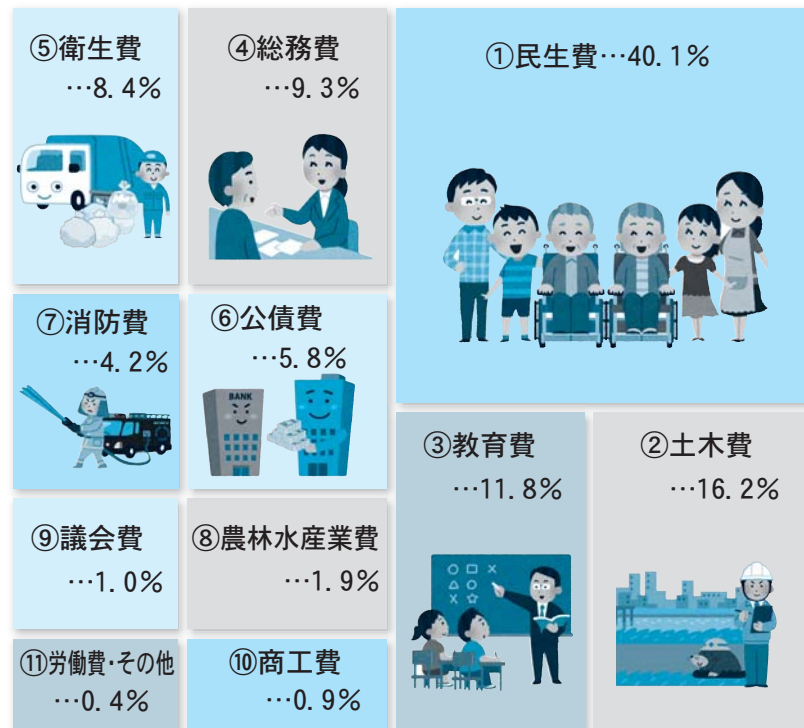 ①民生費…40.1%
②土木費
…16.2%
③教育費
…11.8%
④総務費
…9.3%
⑤衛生費
…8.4%
⑥公債費
…5.8%
BANK
⑦消防費
…4.2%
⑧農林水産業費
…1.9%
⑨議会費
…1.0%
⑩商工費
…0.9%
⑪労働費・その他
…0.4%